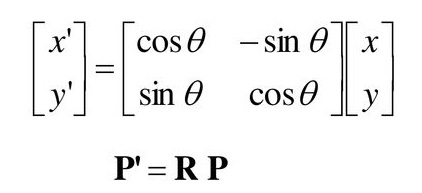 [x'] = [cos θ  − sin θ] [x]
[y']   [sin θ  cos θ] [y]
P' = R P